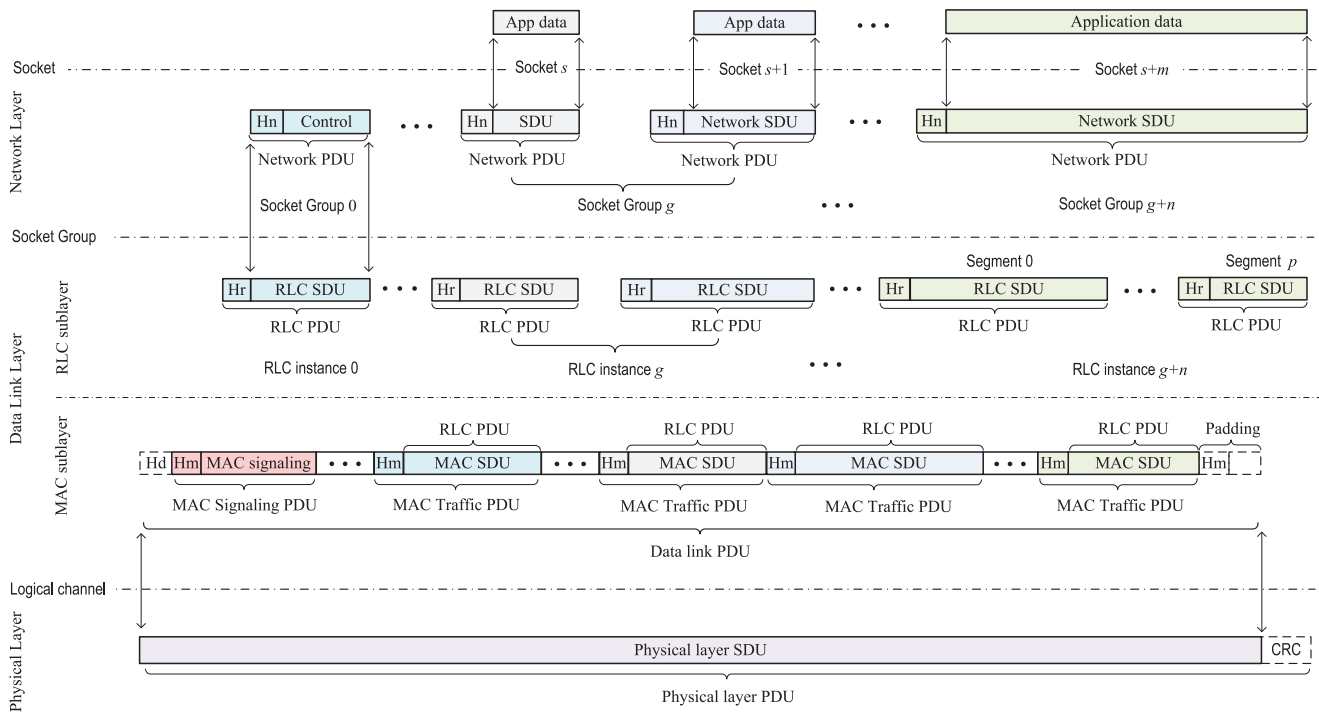 App data
App data
• • •
Application data
Socket
Socket s
Socket s+1
Socket s+m
Network Layer
Hn
Control
• • •
Hn
SDU
Hn
Network SDU
• • •
Hn
Network SDU
Network PDU
Network PDU
Network PDU
Network PDU
Socket Group 0
Socket Group g
• • •
Socket Group g+n
Socket Group
Segment 0
Segment p
Data Link Layer
RLC sublayer
Hr
RLC SDU
• • •
Hr
RLC SDU
Hr
RLC SDU
• • •
Hr
RLC SDU
• • •
Hr
RLC SDU
RLC PDU
RLC PDU
RLC PDU
RLC PDU
RLC PDU
RLC instance 0
RLC instance g
• • •
RLC instance g+n
MAC sublayer
RLC PDU
RLC PDU
RLC PDU
RLC PDU
Padding
Hd
Hm
MAC signaling
• • •
Hm
MAC SDU
• • •
Hm
MAC SDU
Hm
MAC SDU
• • •
Hm
MAC SDU
Hm
MAC Signaling PDU
MAC Traffic PDU
MAC Traffic PDU
MAC Traffic PDU
MAC Traffic PDU
Data link PDU
Logical channel
Physical Layer
Physical layer SDU
CRC
Physical layer PDU